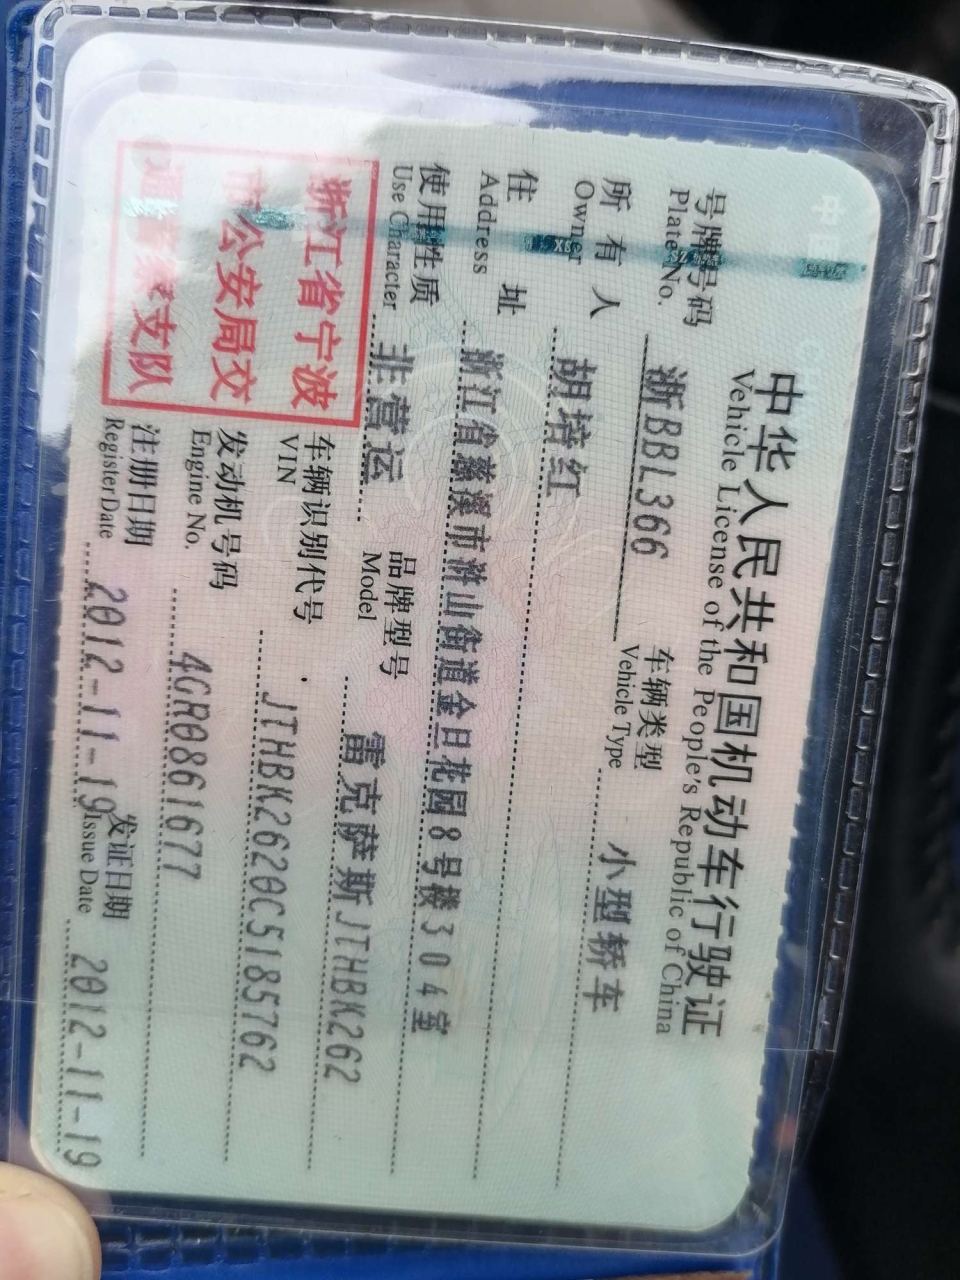 中华人民共和国机动车行驶证
Vehicle License of the People's Republic of China
号牌号码 浙BBL366 车辆类型 小型轿车
Plate No. Vehicle Type
所有人 胡培红
Owner
住址 浙江省慈溪市浒山街道金旦花园8号楼304室
Address
使用性质 非营运 品牌型号 雷克萨斯JTHBK262
Use Character Model
浙江省宁波
市公安局交
通警察支队
车辆识别代号 JTHBK2620C5185762
VIN
发动机号码 4GR0861677
Engine No.
注册日期 2012-11-19 发证日期 2012-11-19
Register Date Issue Date